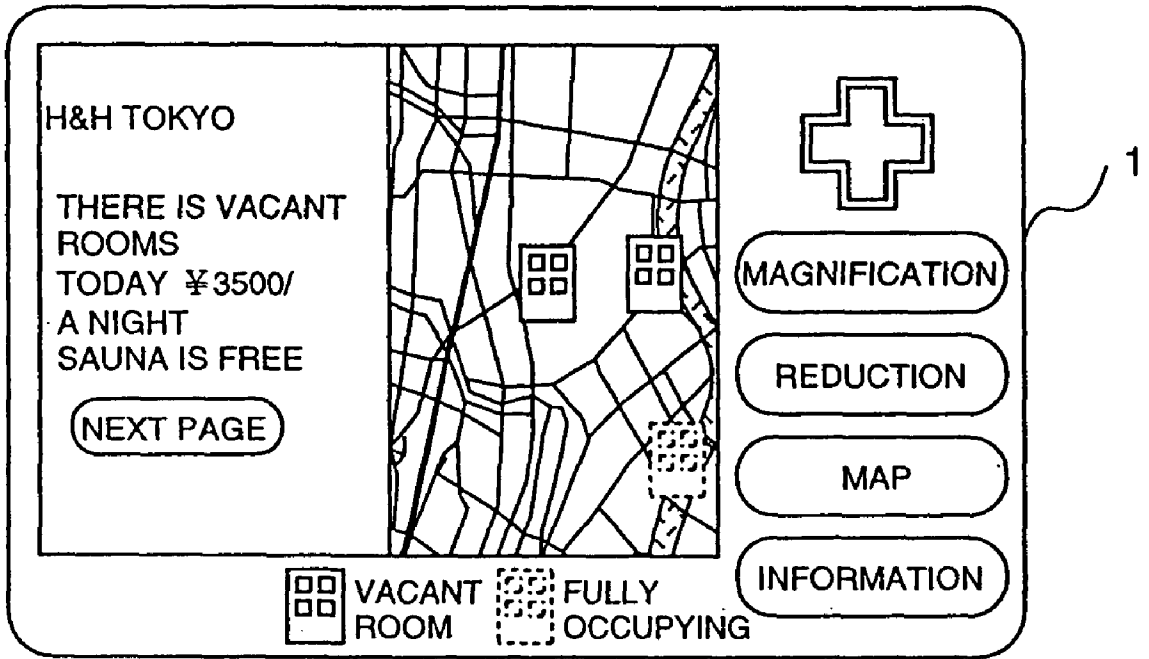 H&H TOKYO
THERE IS VACANT
ROOMS
TODAY ¥3500/
A NIGHT
SAUNA IS FREE
NEXT PAGE
MAGNIFICATION
REDUCTION
MAP
INFORMATION
VACANT
ROOM
FULLY
OCCUPYING
1